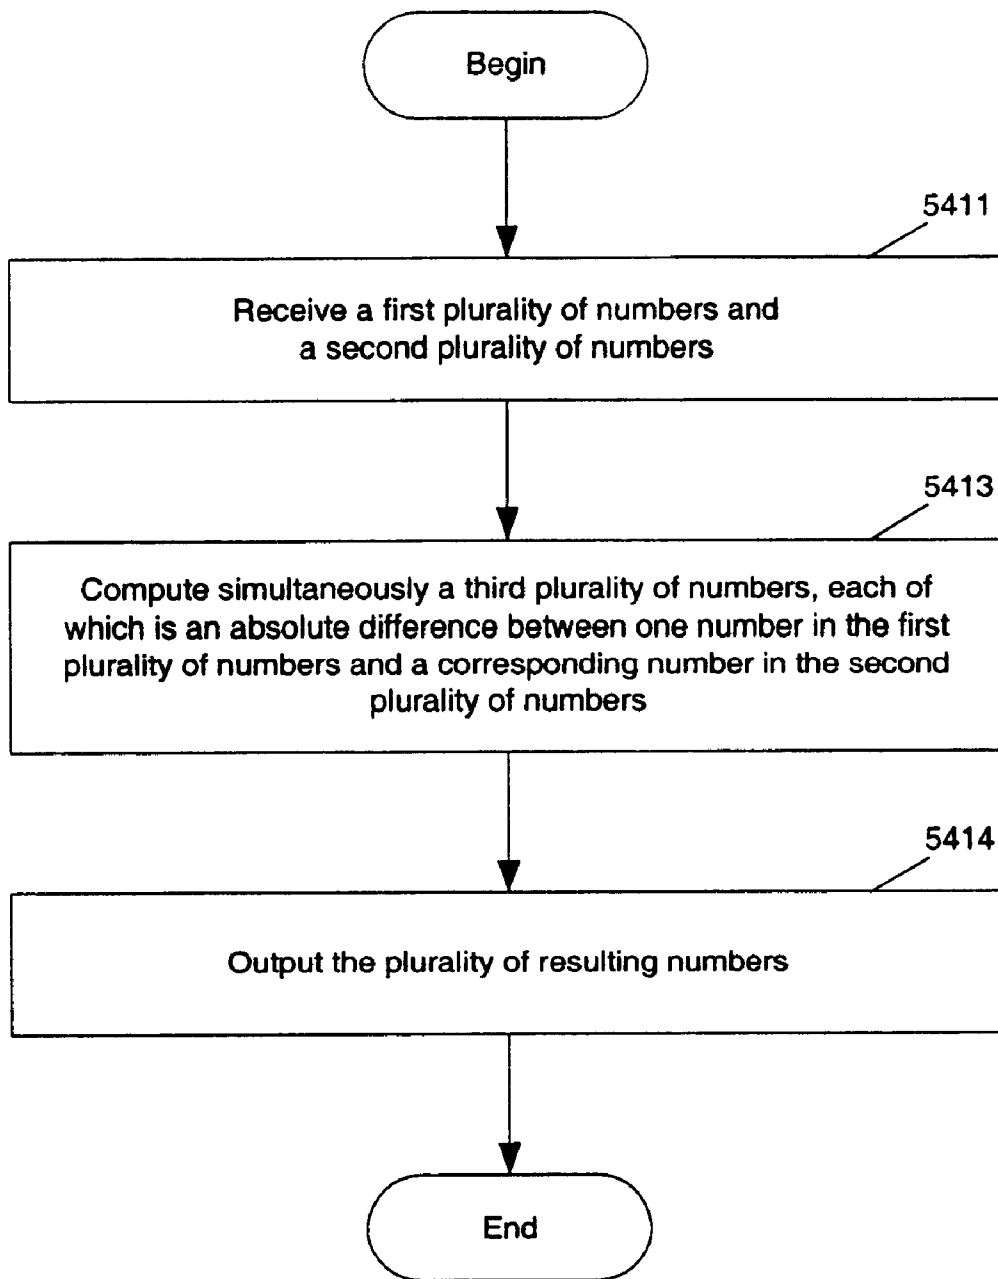 Begin
5411
Receive a first plurality of numbers and
a second plurality of numbers
5413
Compute simultaneously a third plurality of numbers, each of
which is an absolute difference between one number in the first
plurality of numbers and a corresponding number in the second
plurality of numbers
5414
Output the plurality of resulting numbers
End